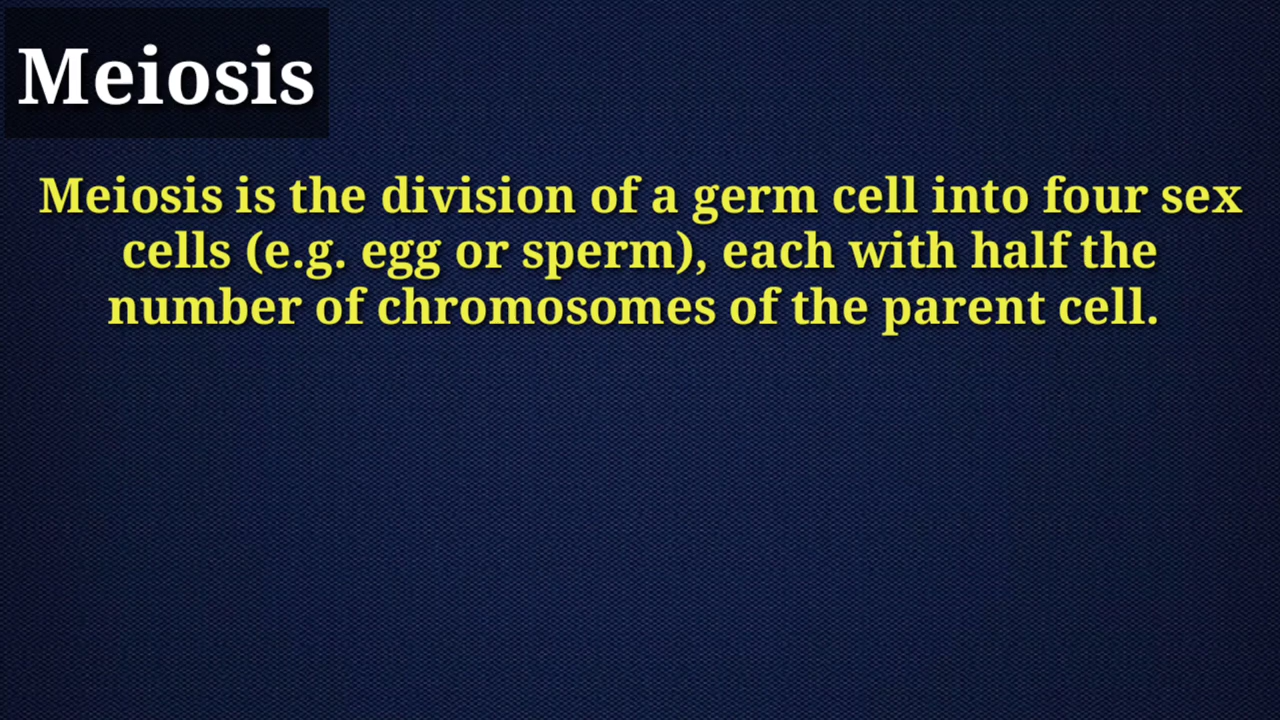 Meiosis
Meiosis is the division of a germ cell into four sex
cells (e.g. egg or sperm), each with half the
number of chromosomes of the parent cell.